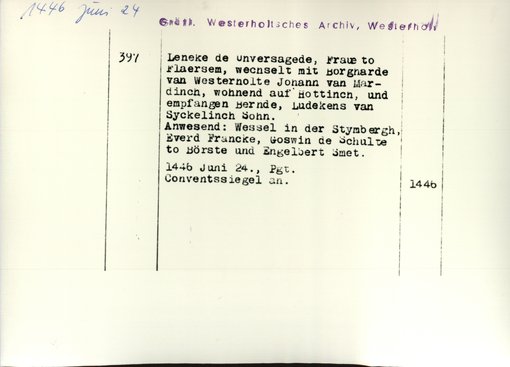 1446 Juni 24
Gräfl. Westerholtsches Archiv, Westerholt
397
Leneke de Unversagede, Fraue to
Flaersem, wechselt mit Borgharde
van Westerholte Johann van Mar-
dinch, wohnend auf Hottinch, und
empfangen Bernde, Ludekens van
Syckelinch Sohn.
Anwesend: Wessel in der Stymbergh,
Everd Francke, Goswin de Schulte
to Börste und Engelbert Smet.
1446 Juni 24., Pgt.
Conventssiegel an.
1446